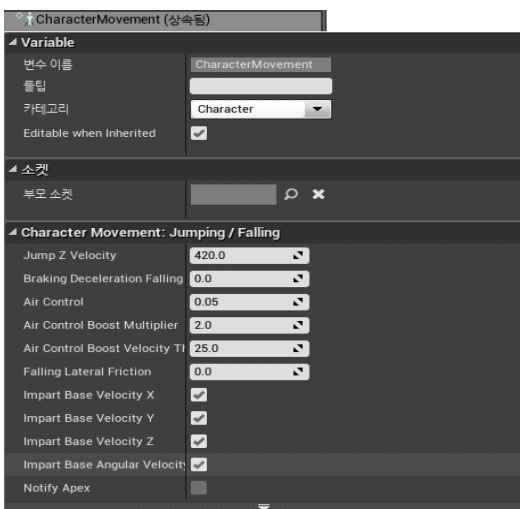 CharacterMovement (상속됨)
Variable
변수 이름 CharacterMovement
툴팁
카테고리 Character
Editable when Inherited
소켓
부모 소켓
Character Movement: Jumping / Falling
Jump Z Velocity 420.0
Braking Deceleration Falling 0.0
Air Control 0.05
Air Control Boost Multiplier 2.0
Air Control Boost Velocity Th 25.0
Falling Lateral Friction 0.0
Impart Base Velocity X
Impart Base Velocity Y
Impart Base Velocity Z
Impart Base Angular Velocity
Notify Apex